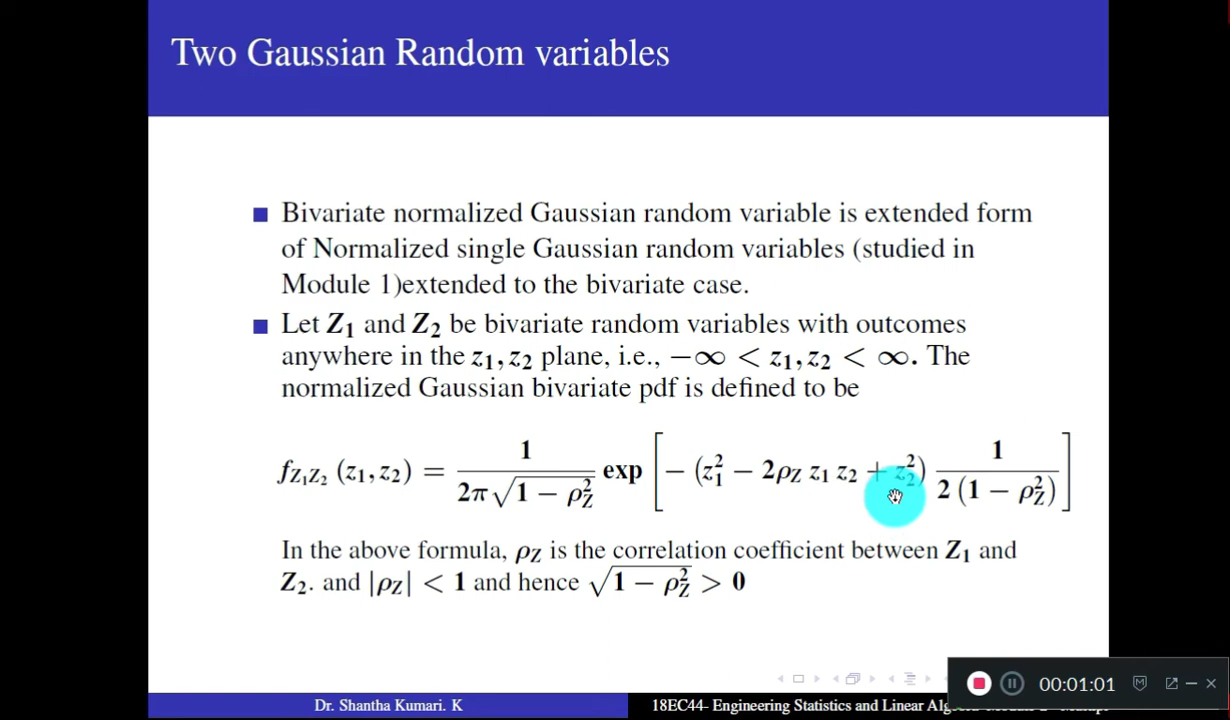 Two Gaussian Random variables
Bivariate normalized Gaussian random variable is extended form
of Normalized single Gaussian random variables (studied in
Module 1)extended to the bivariate case.
Let Z₁ and Z₂ be bivariate random variables with outcomes
anywhere in the z₁, z₂ plane, i.e., −∞ < z₁, z₂ < ∞. The
normalized Gaussian bivariate pdf is defined to be
f_{Z₁Z₂} (z₁, z₂) = 1 / (2π√(1 − ρ_Z²)) exp [ − (z₁² − 2ρ_Z z₁ z₂ + z₂²) 1 / (2 (1 − ρ_Z²)) ]
In the above formula, ρ_Z is the correlation coefficient between Z₁ and
Z₂. and |ρ_Z| < 1 and hence √(1 − ρ_Z²) > 0
Dr. Shantha Kumari. K
18EC44- Engineering Statistics and Linear
00:01:01